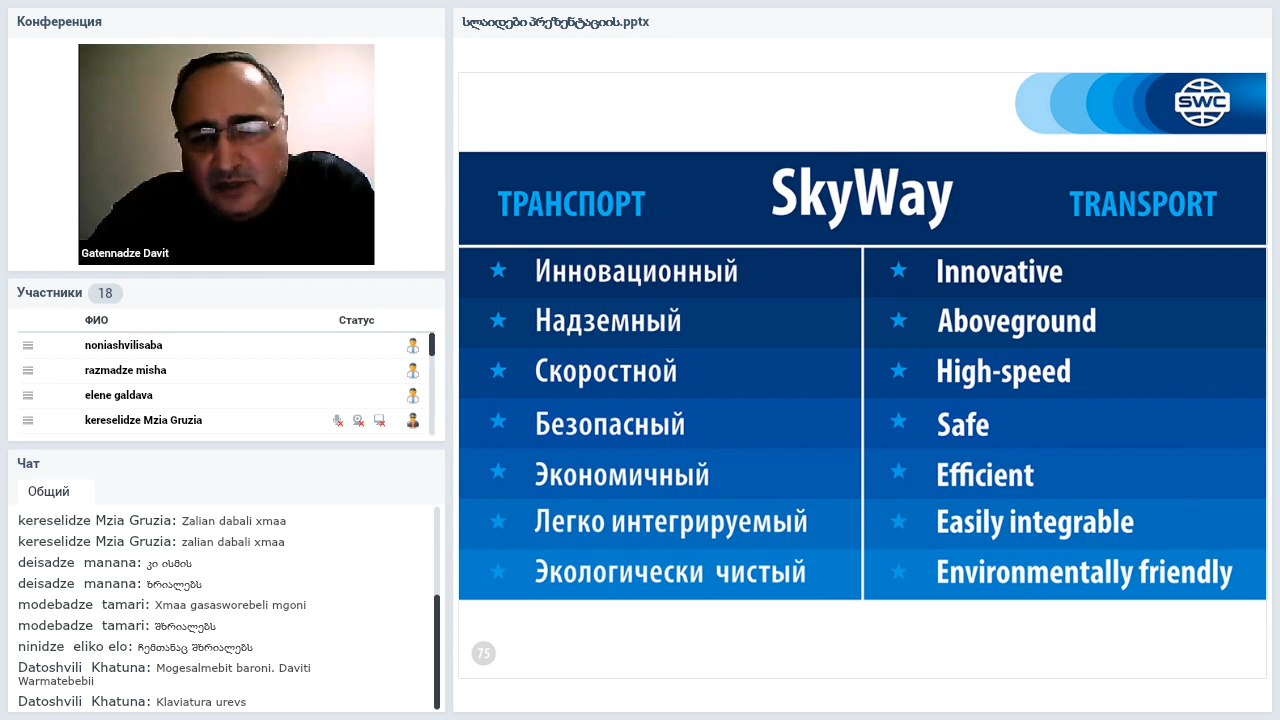 Конференция
Gatennadze Davit
Участники 18
ФИО Статус
noniashvilisaba
razmadze misha
elene galdava
kereselidze Mzia Gruzia
Чат
Общий
kereselidze Mzia Gruzia: Zalian dabali xmaa
kereselidze Mzia Gruzia: zalian dabali xmaa
deisadze manana: კი ისმის
deisadze manana: ხრიალებს
modebadze tamari: Xmaa gasasworebeli mgoni
modebadze tamari: შხრიალებს
ninidze eliko elo: ჩემთანაც შხრიალებს
Datoshvili Khatuna: Mogesalmebit baroni. Daviti
Warmatebebii
Datoshvili Khatuna: Klaviatura urevs
სლაიდები პრეზენტაციის.pptx
SWC
ТРАНСПОРТ SkyWay TRANSPORT
Инновационный Innovative
Надземный Aboveground
Скоростной High-speed
Безопасный Safe
Экономичный Efficient
Легко интегрируемый Easily integrable
Экологически чистый Environmentally friendly
75